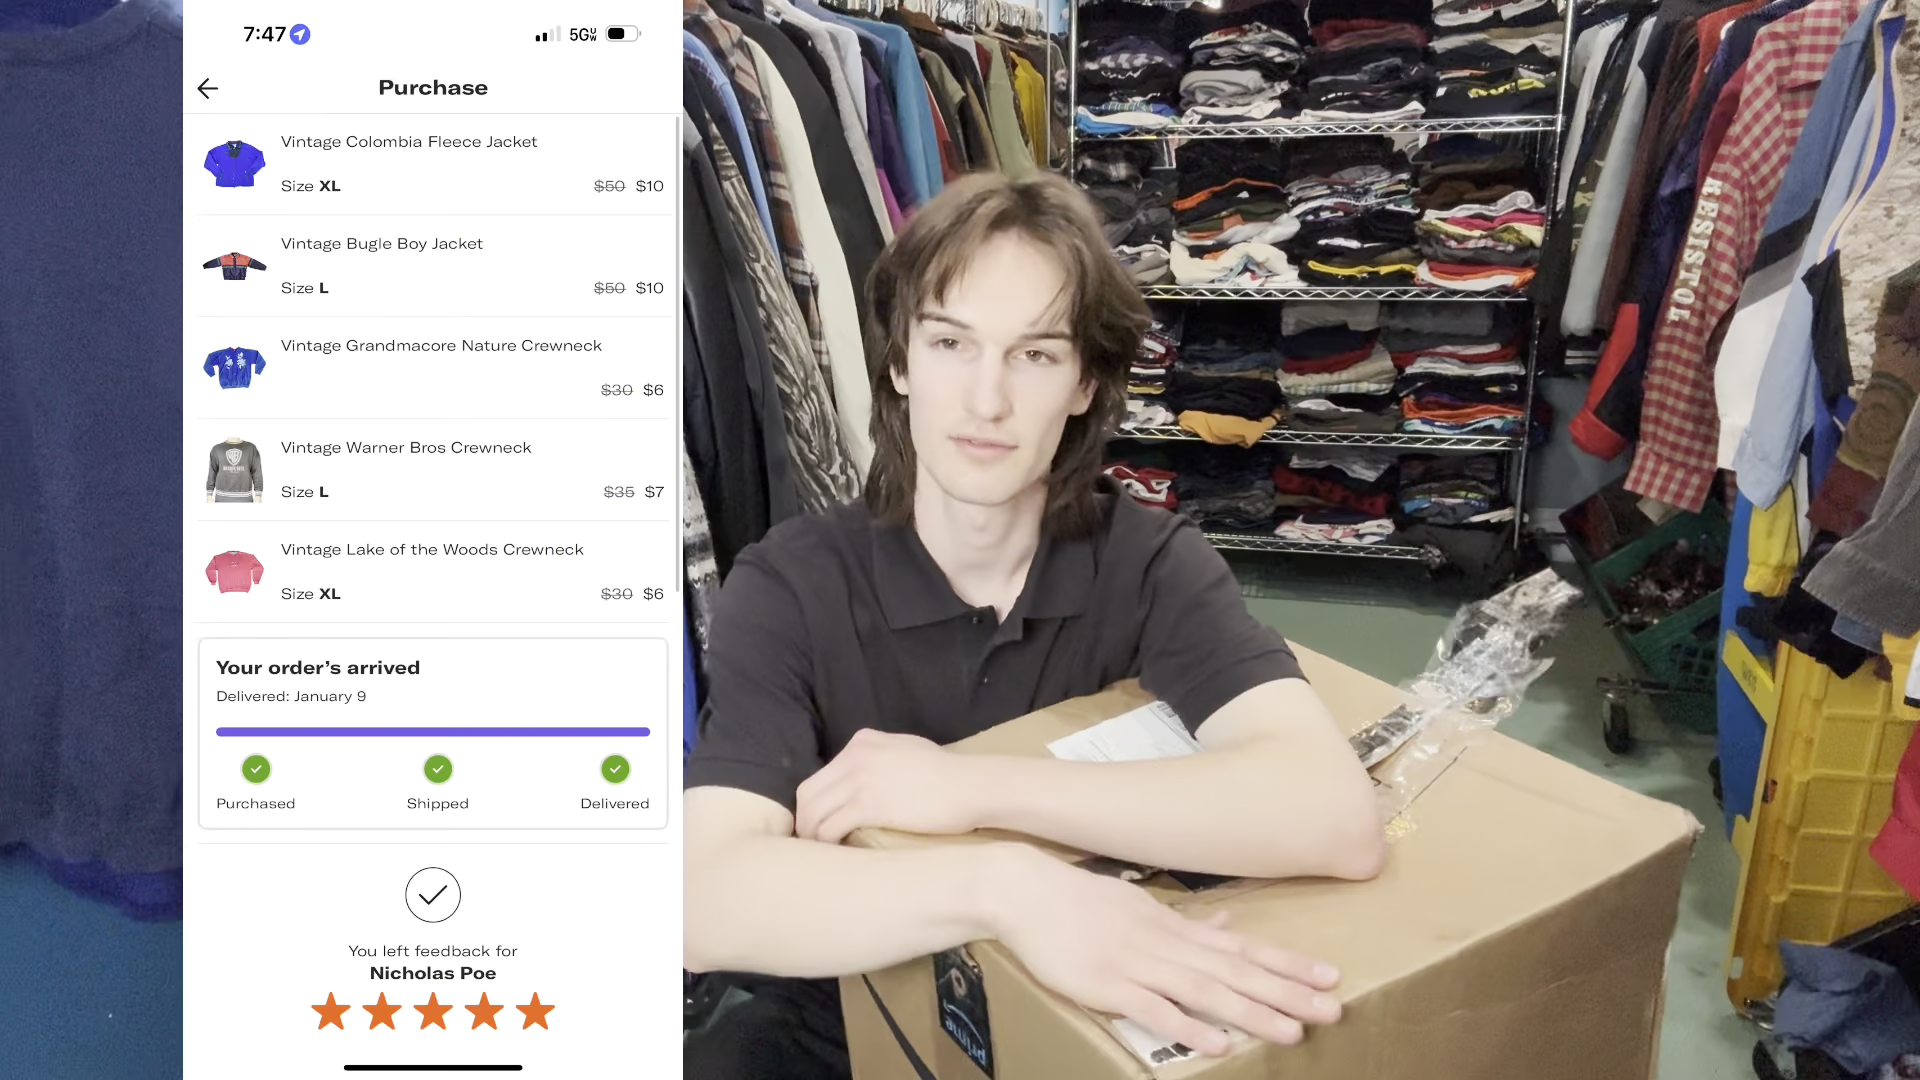 7:47
5G UW
Purchase
Vintage Colombia Fleece Jacket
Size XL $50 $10
Vintage Bugle Boy Jacket
Size L $50 $10
Vintage Grandmacore Nature Crewneck
$30 $6
Vintage Warner Bros Crewneck
Size L $35 $7
Vintage Lake of the Woods Crewneck
Size XL $30 $6
Your order's arrived
Delivered: January 9
Purchased Shipped Delivered
You left feedback for
Nicholas Poe
RESISTOL
prime